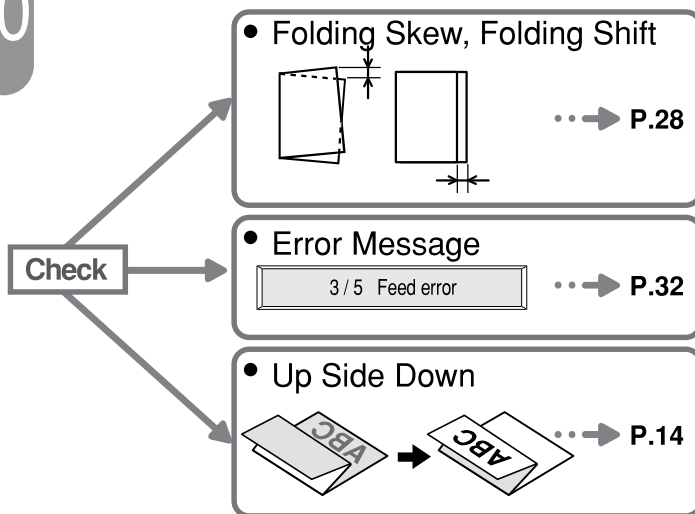 0
• Folding Skew, Folding Shift
P.28
Check
• Error Message
3 / 5 Feed error
P.32
• Up Side Down
ABC
ABC
P.14